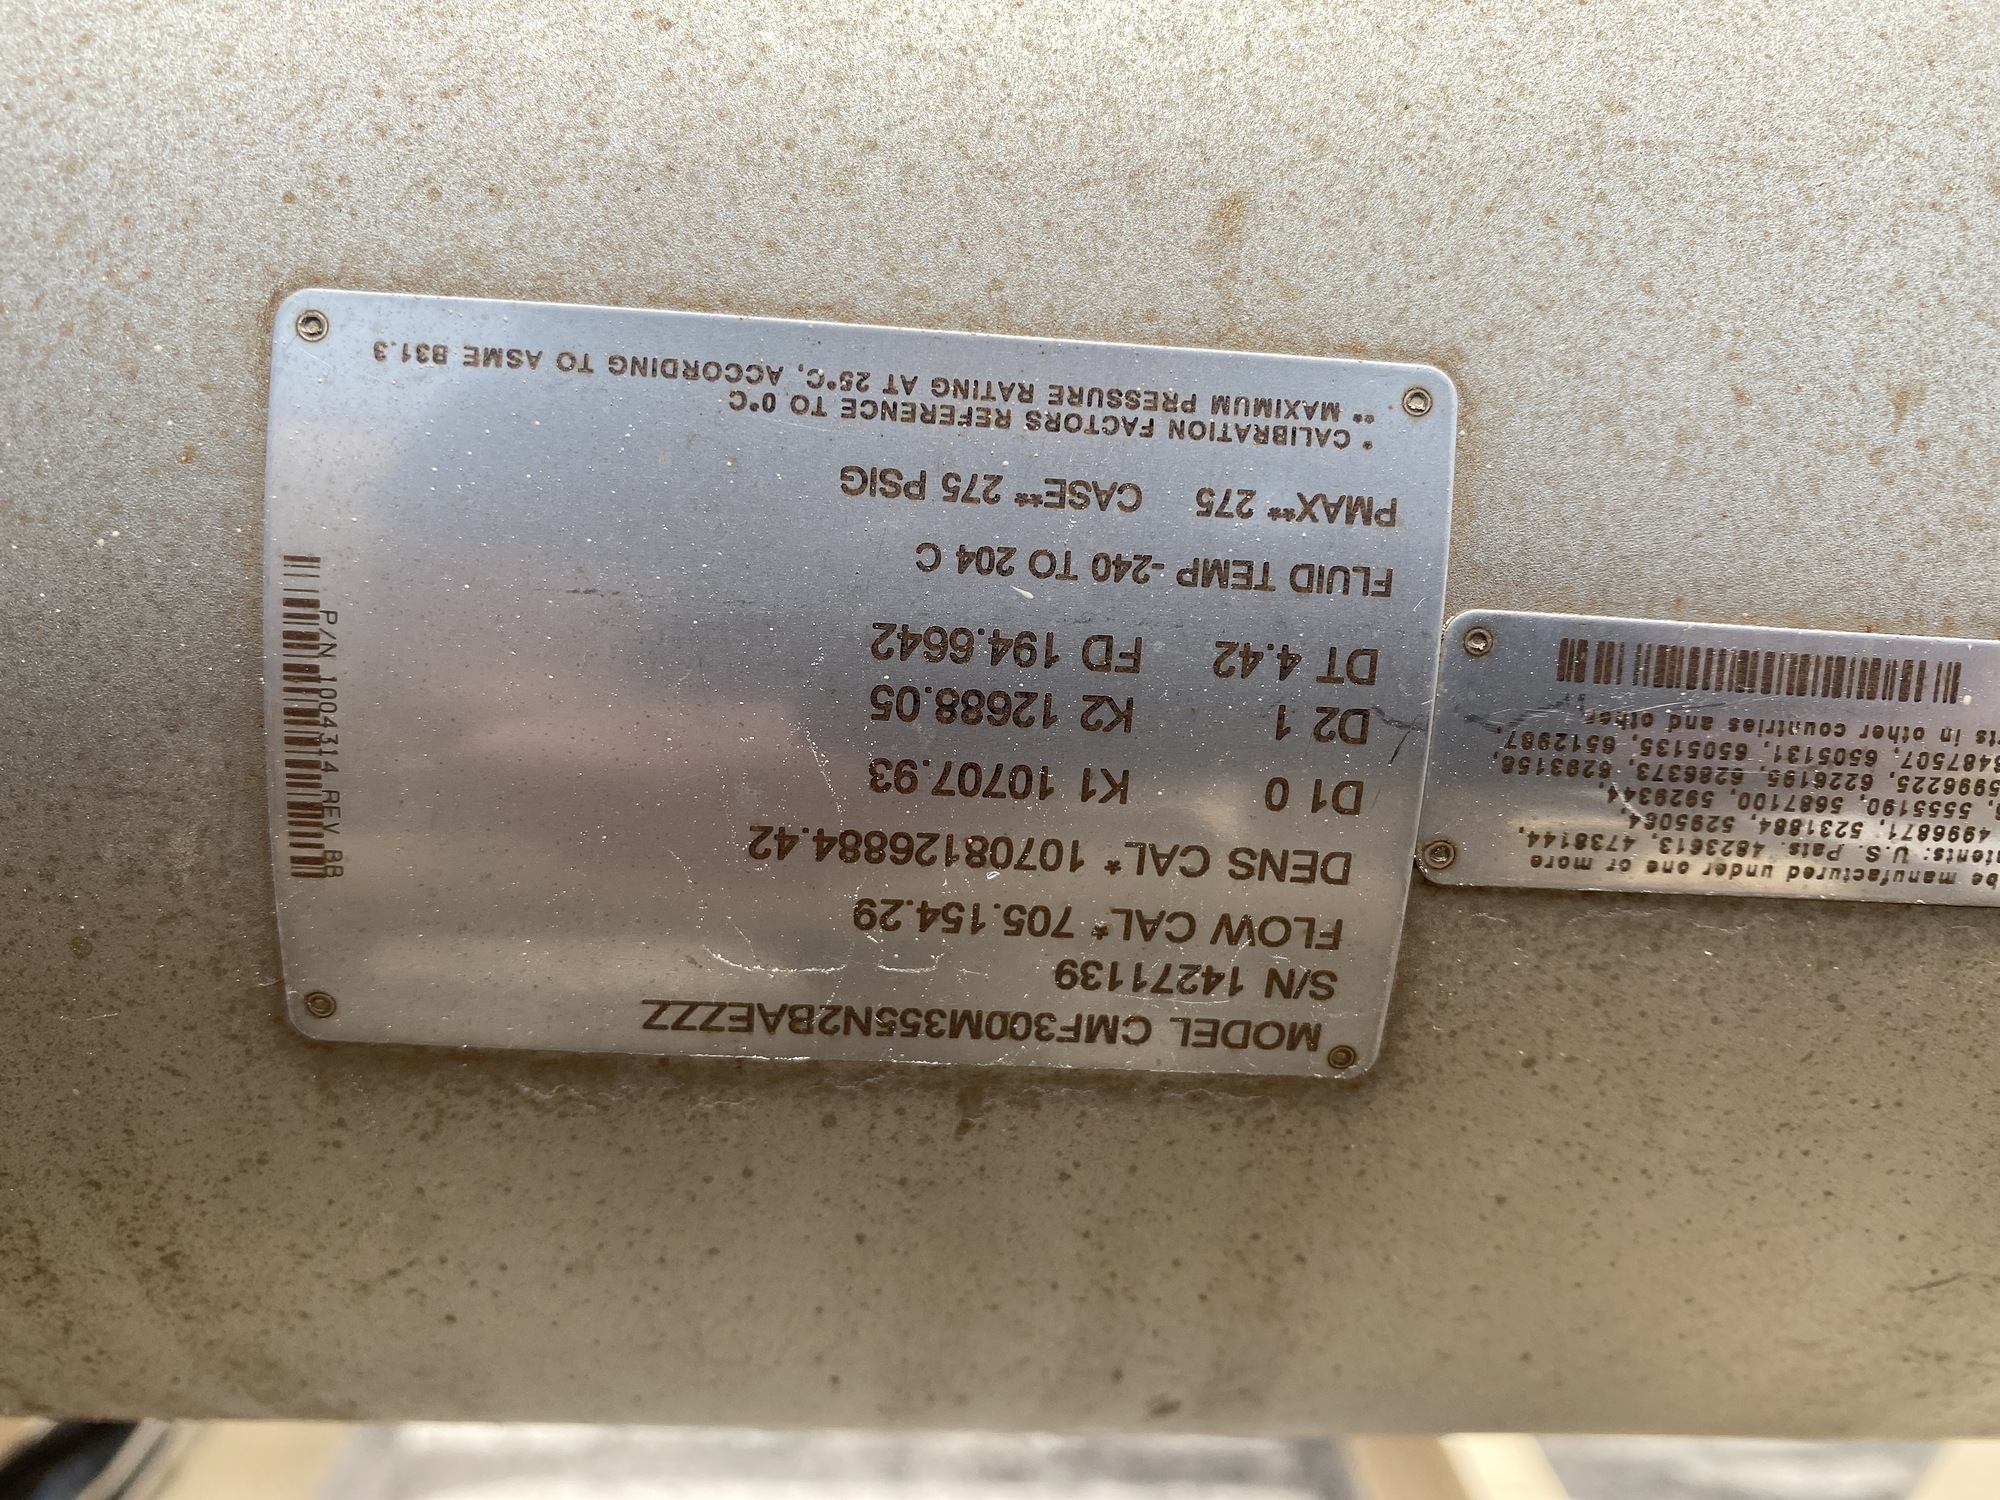 MODEL CMF300M355N2BAEZZZ
S/N 14271139
FLOW CAL* 705.154.29
DENS CAL* 10708126884.42
D1 0 K1 10707.93
D2 1 K2 12688.05
DT 4.42 FD 194.6642
FLUID TEMP -240 TO 204 C
PMAX** 275 CASE** 275 PSIG
* CALIBRATION FACTORS REFERENCE TO 0°C
** MAXIMUM PRESSURE RATING AT 25°C, ACCORDING TO ASME B31.3
P/N 1004314 REV BB
be manufactured under one or more
U.S. Pats. 4823613, 4738144,
4996871, 5231884, 5295084,
5555190, 5687100, 5929344,
5996225, 6226195, 6286373, 6293158,
6487507, 6505131, 6505135, 6512987
in other countries and other